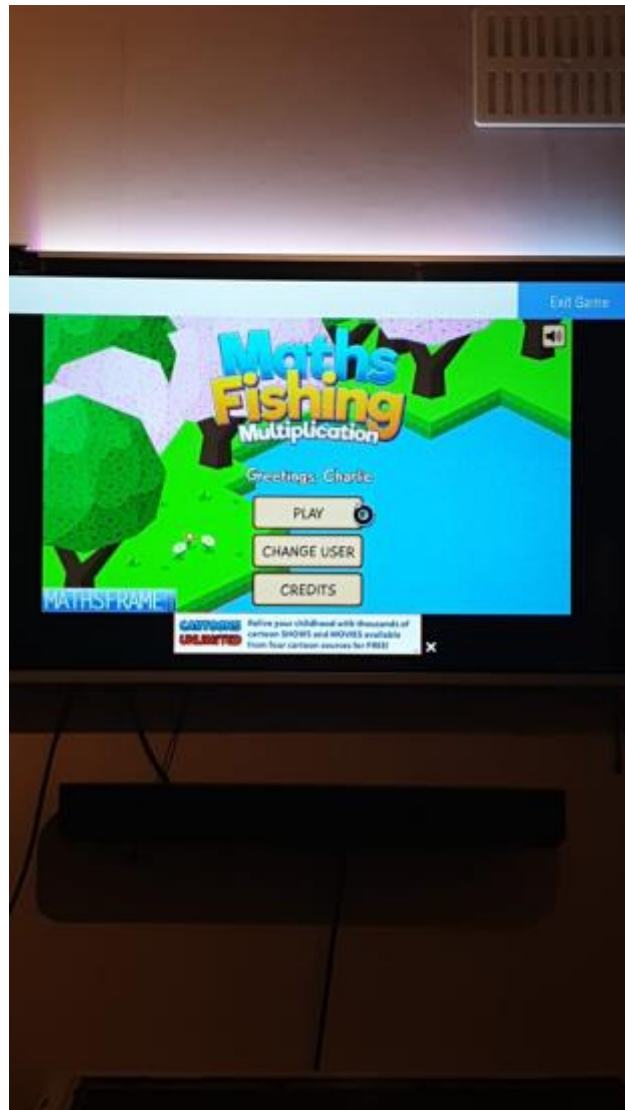 Exit Game
Maths
Fishing
Multiplication
Greetings Charlie
PLAY
CHANGE USER
CREDITS
MATHSFRAME
CARTOONS
UNLIMITED
Relive your childhood with thousands of
cartoon SHOWS and MOVIES available
from four cartoon sources for FREE!